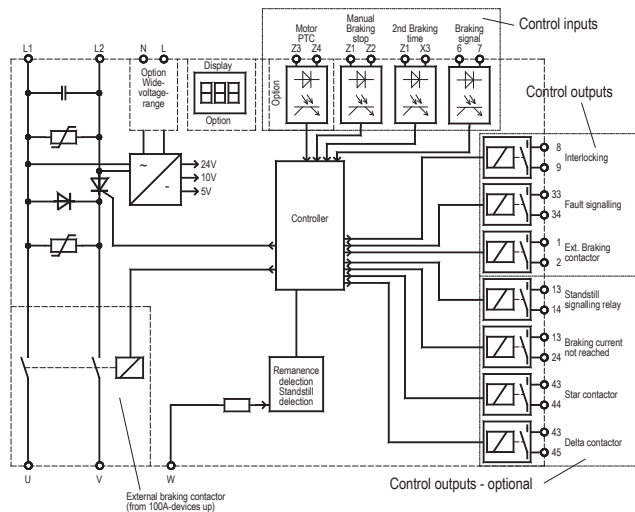 Control inputs
Motor
PTC
Z3 Z4
Manual
Braking
stop
Z1 Z2
2nd Braking
time
Z1 X3
Braking
signal
6 7
L1
L2
N L
Option
Wide-
voltage-
range
Display
Option
Option
Control outputs
8
9
Interlocking
33
34
Fault signalling
1
2
Ext. Braking
contactor
13
14
Standstill
signalling relay
13
24
Braking current
not reached
43
44
Star contactor
43
45
Delta contactor
~
-
24V
10V
5V
Controller
Remanence
delection
Standstill
delection
U
V
W
External braking contactor
(from 100A-devices up)
Control outputs - optional